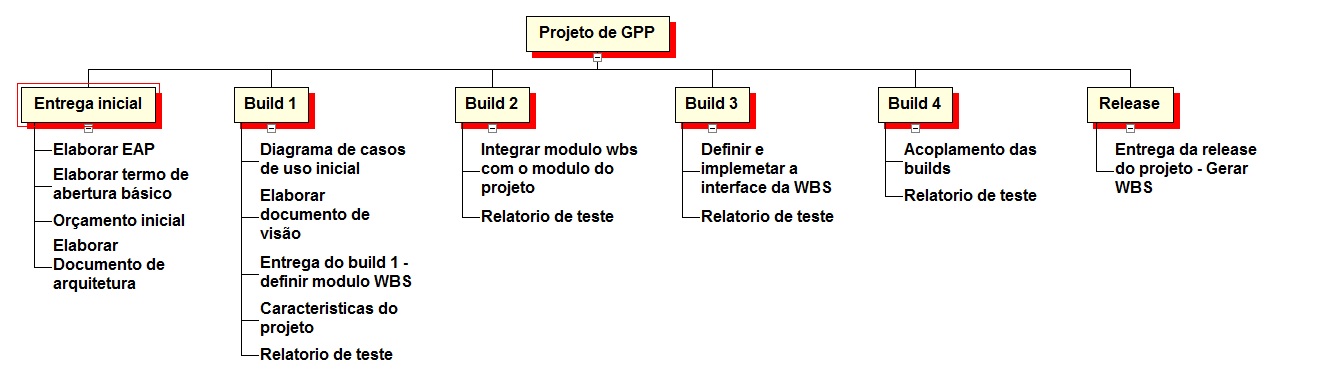 Projeto de GPP
Entrega inicial
Elaborar EAP
Elaborar termo de
abertura básico
Orçamento inicial
Elaborar
Documento de
arquitetura
Build 1
Diagrama de casos
de uso inicial
Elaborar
documento de
visão
Entrega do build 1 -
definir modulo WBS
Caracteristicas do
projeto
Relatorio de teste
Build 2
Integrar modulo wbs
com o modulo do
projeto
Relatorio de teste
Build 3
Definir e
implemetar a
interface da WBS
Relatorio de teste
Build 4
Acoplamento das
builds
Relatorio de teste
Release
Entrega da release
do projeto - Gerar
WBS